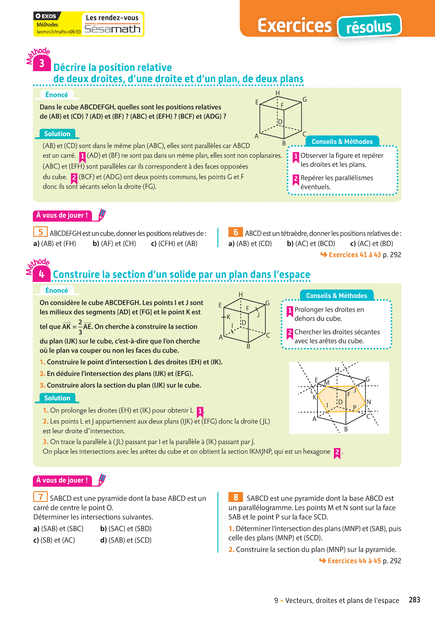 EXOS
Méthodes
Les rendez-vous
Sésamath
Exercices résolus
Méthode
3
Décrire la position relative
de deux droites, d'une droite et d'un plan, de deux plans
Énoncé
Dans le cube ABCDEFGH, quelles sont les positions relatives
de (AB) et (CD) ? (AD) et (BF) ? (ABC) et (EFH) ? (BCF) et (ADG) ?
Solution
(AB) et (CD) sont dans le même plan (ABC), elles sont parallèles car ABCD
est un carré. 1 (AD) et (BF) ne sont pas dans un même plan, elles sont non coplanaires.
(ABC) et (EFH) sont parallèles car ils correspondent à des faces opposées
du cube. 2 (BCF) et (ADG) ont deux points communs, les points G et F
donc ils sont sécants selon la droite (FG).
H
G
E
F
D
C
A
B
Conseils & Méthodes
1 Observer la figure et repérer
les droites et les plans.
2 Repérer les parallélismes
éventuels.
À vous de jouer !
5 ABCDEFGH est un cube, donner les positions relatives de :
a) (AB) et (FH) b) (AF) et (CH) c) (CFH) et (AB)
6 ABCD est un tétraèdre, donner les positions relatives de :
a) (AB) et (CD) b) (AC) et (BCD) c) (AC) et (BD)
Exercices 41 à 43 p. 292
Méthode
4
Construire la section d'un solide par un plan dans l'espace
Énoncé
On considère le cube ABCDEFGH. Les points I et J sont
les milieux des segments [AD] et [FG] et le point K est
tel que AK = 2/3 AE. On cherche à construire la section
du plan (IJK) sur le cube, c'est-à-dire que l'on cherche
où le plan va couper ou non les faces du cube.
1. Construire le point d'intersection L des droites (EH) et (IK).
2. En déduire l'intersection des plans (IJK) et (EFG).
3. Construire alors la section du plan (IJK) sur le cube.
H
E
G
F
J
K
I
D
C
A
B
Conseils & Méthodes
1 Prolonger les droites en
dehors du cube.
2 Chercher les droites sécantes
avec les arêtes du cube.
Solution
1. On prolonge les droites (EH) et (IK) pour obtenir L 1.
2. Les points L et J appartiennent aux deux plans (IJK) et (EFG) donc la droite (JL)
est leur droite d'intersection.
3. On trace la parallèle à (JL) passant par I et la parallèle à (IK) passant par J.
On place les intersections avec les arêtes du cube et on obtient la section IKMJNP, qui est un hexagone 2.
H
G
E
M
J
L
F
K
N
I
D
P
C
A
B
À vous de jouer !
7 SABCD est une pyramide dont la base ABCD est un
carré de centre le point O.
Déterminer les intersections suivantes.
a) (SAB) et (SBC) b) (SAC) et (SBD)
c) (SB) et (AC) d) (SAB) et (SCD)
8 SABCD est une pyramide dont la base ABCD est
un parallélogramme. Les points M et N sont sur la face
SAB et le point P sur la face SCD.
1. Déterminer l'intersection des plans (MNP) et (SAB), puis
celle des plans (MNP) et (SCD).
2. Construire la section du plan (MNP) sur la pyramide.
Exercices 44 à 45 p. 292
9 • Vecteurs, droites et plans de l'espace 283